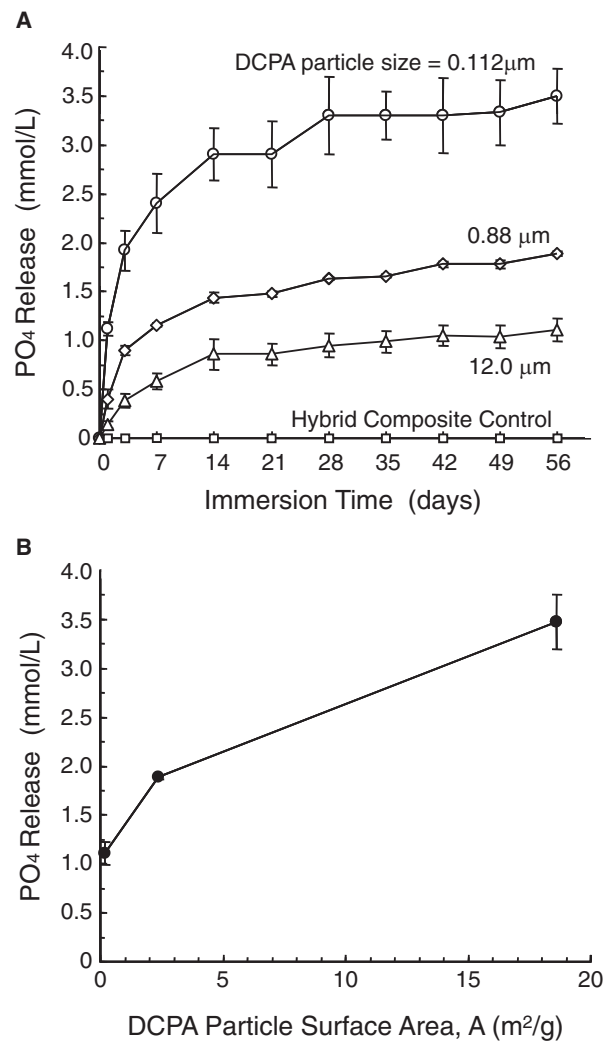 A
4.0
3.5
3.0
2.5
2.0
1.5
1.0
0.5
0
PO4 Release (mmol/L)
DCPA particle size = 0.112μm
0.88 μm
12.0 μm
Hybrid Composite Control
0 7 14 21 28 35 42 49 56
Immersion Time (days)
B
4.0
3.5
3.0
2.5
2.0
1.5
1.0
0.5
0
PO4 Release (mmol/L)
0 5 10 15 20
DCPA Particle Surface Area, A (m²/g)